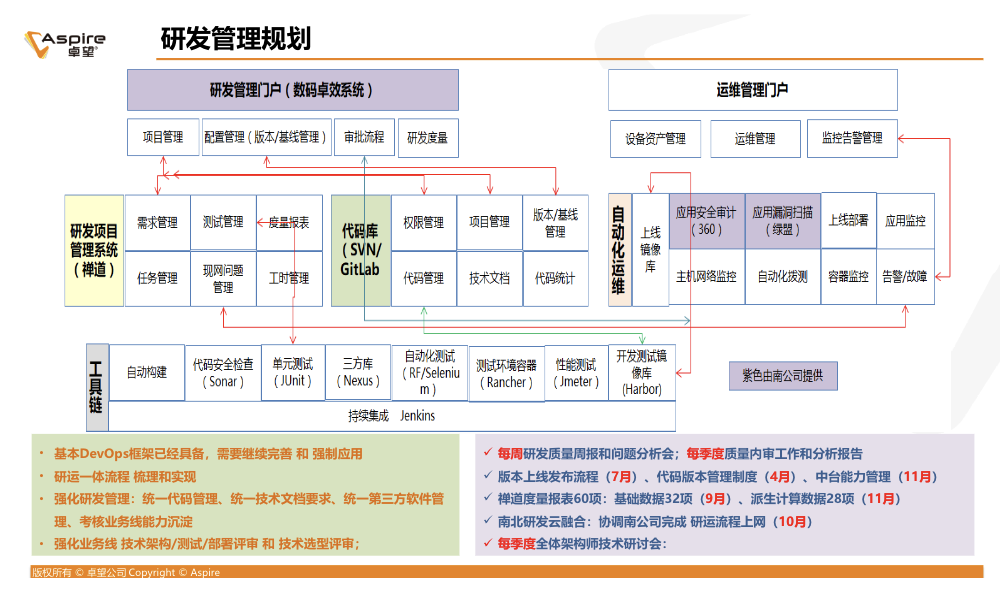 Aspire
卓望
研发管理规划
研发管理门户（数码卓效系统）
运维管理门户
项目管理
配置管理（版本/基线管理）
审批流程
研发度量
设备资产管理
运维管理
监控告警管理
研发项目
管理系统
（禅道）
需求管理
测试管理
度量报表
任务管理
现网问题
管理
工时管理
代码库
（SVN/
GitLab
权限管理
项目管理
版本/基线
管理
代码管理
技术文档
代码统计
自动化运维
上线
镜像
库
应用安全审计
（360）
应用漏洞扫描
（绿盟）
上线部署
应用监控
主机网络监控
自动化拨测
容器监控
告警/故障
工具链
自动构建
代码安全检查
（Sonar）
单元测试
（JUnit）
三方库
（Nexus）
自动化测试
（RF/Seleniu
m）
测试环境容器
（Rancher）
性能测试
（Jmeter）
开发测试镜
像库
(Harbor)
持续集成 Jenkins
紫色由南公司提供
• 基本DevOps框架已经具备，需要继续完善 和 强制应用
• 研运一体流程 梳理和实现
• 强化研发管理：统一代码管理、统一技术文档要求、统一第三方软件管
理、考核业务线能力沉淀
• 强化业务线 技术架构/测试/部署评审 和 技术选型评审；
✓ 每周研发质量周报和问题分析会；每季度质量内审工作和分析报告
✓ 版本上线发布流程（7月）、代码版本管理制度（4月）、中台能力管理（11月）
✓ 禅道度量报表60项：基础数据32项（9月）、派生计算数据28项（11月）
✓ 南北研发云融合：协调南公司完成 研运流程上网（10月）
✓ 每季度全体架构师技术研讨会：
版权所有 © 卓望公司 Copyright © Aspire